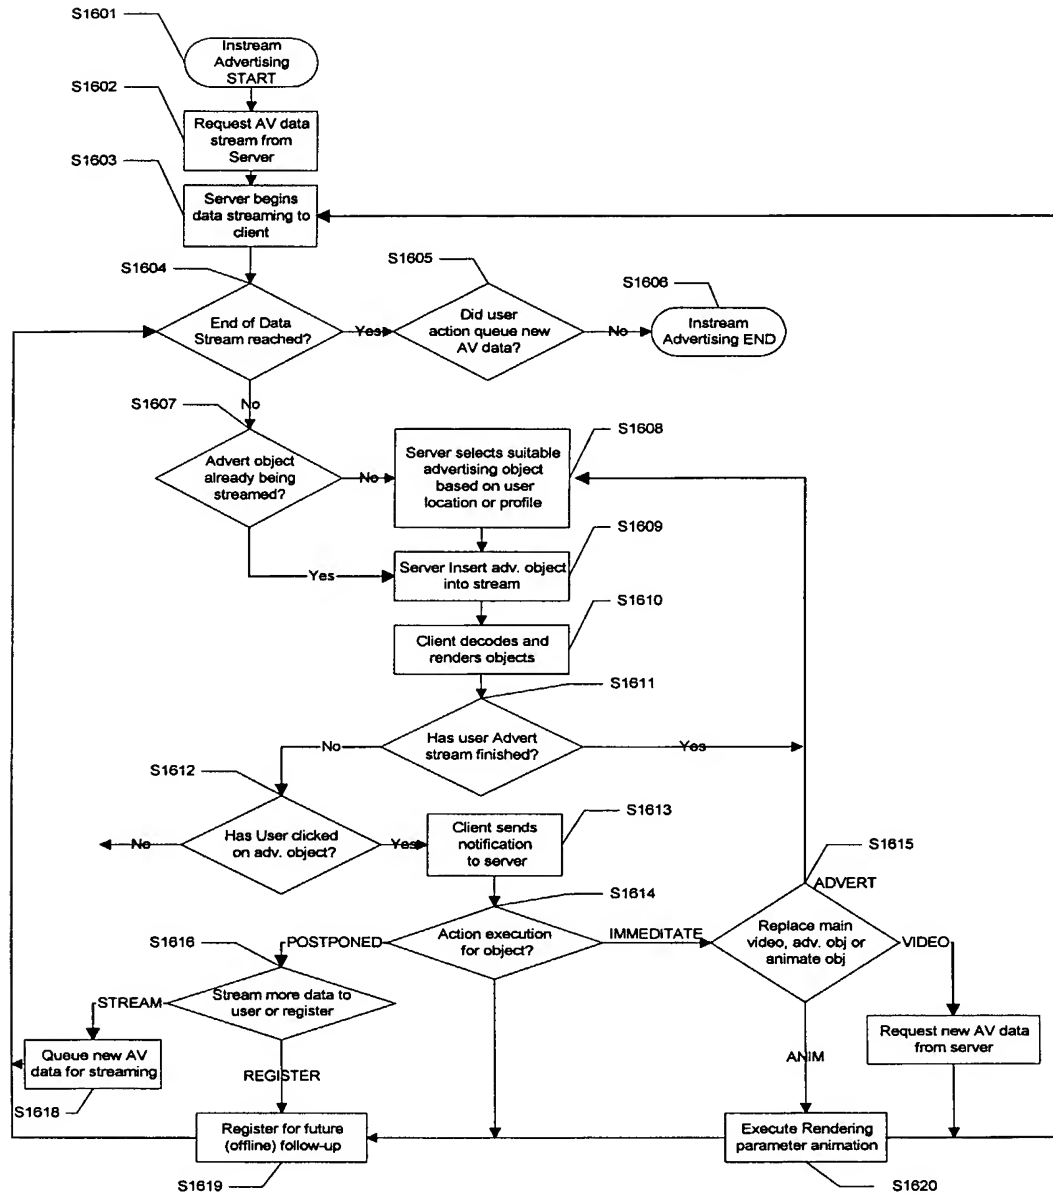 S1601
Instream
Advertising
START
S1602
Request AV data
stream from
Server
S1603
Server begins
data streaming to
client
S1604
End of Data
Stream reached?
Yes
S1605
Did user
action queue new
AV data?
No
S1606
Instream
Advertising END
No
S1607
Advert object
already being
streamed?
No
Yes
S1608
Server selects suitable
advertising object
based on user
location or profile
S1609
Server Insert adv. object
into stream
S1610
Client decodes and
renders objects
S1611
Has user Advert
stream finished?
No
Yes
S1612
Has User clicked
on adv. object?
No
Yes
S1613
Client sends
notification
to server
S1614
Action execution
for object?
POSTPONED
IMMEDITATE
S1615
ADVERT
Replace main
video, adv. obj or
animate obj
VIDEO
ANIM
Request new AV data
from server
S1616
Stream more data to
user or register
STREAM
REGISTER
Queue new AV
data for streaming
S1618
Register for future
(offline) follow-up
S1619
Execute Rendering
parameter animation
S1620